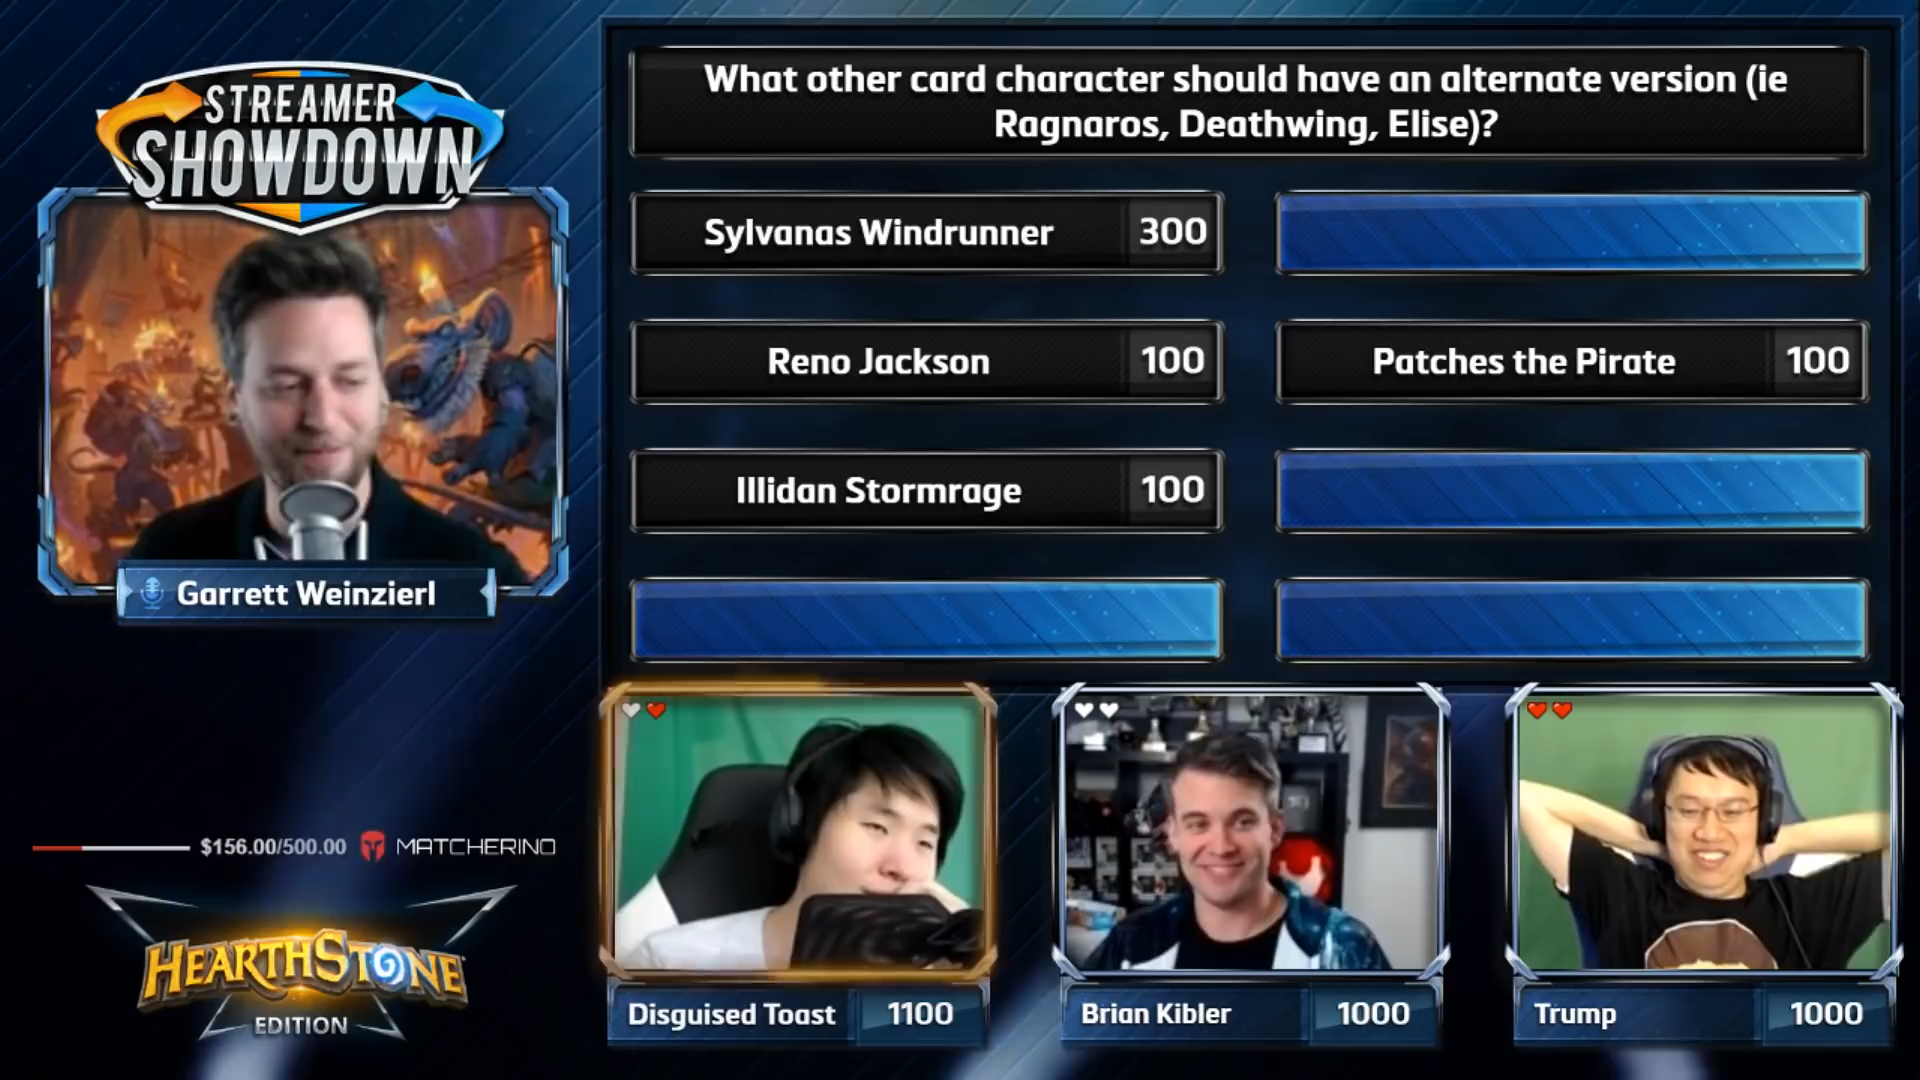 STREAMER
SHOWDOWN
Garrett Weinzierl
What other card character should have an alternate version (ie
Ragnaros, Deathwing, Elise)?
Sylvanas Windrunner 300
Reno Jackson 100
Patches the Pirate 100
Illidan Stormrage 100
$156.00/500.00 MATCHERINO
HEARTHSTONE
EDITION
Disguised Toast 1100
Brian Kibler 1000
Trump 1000